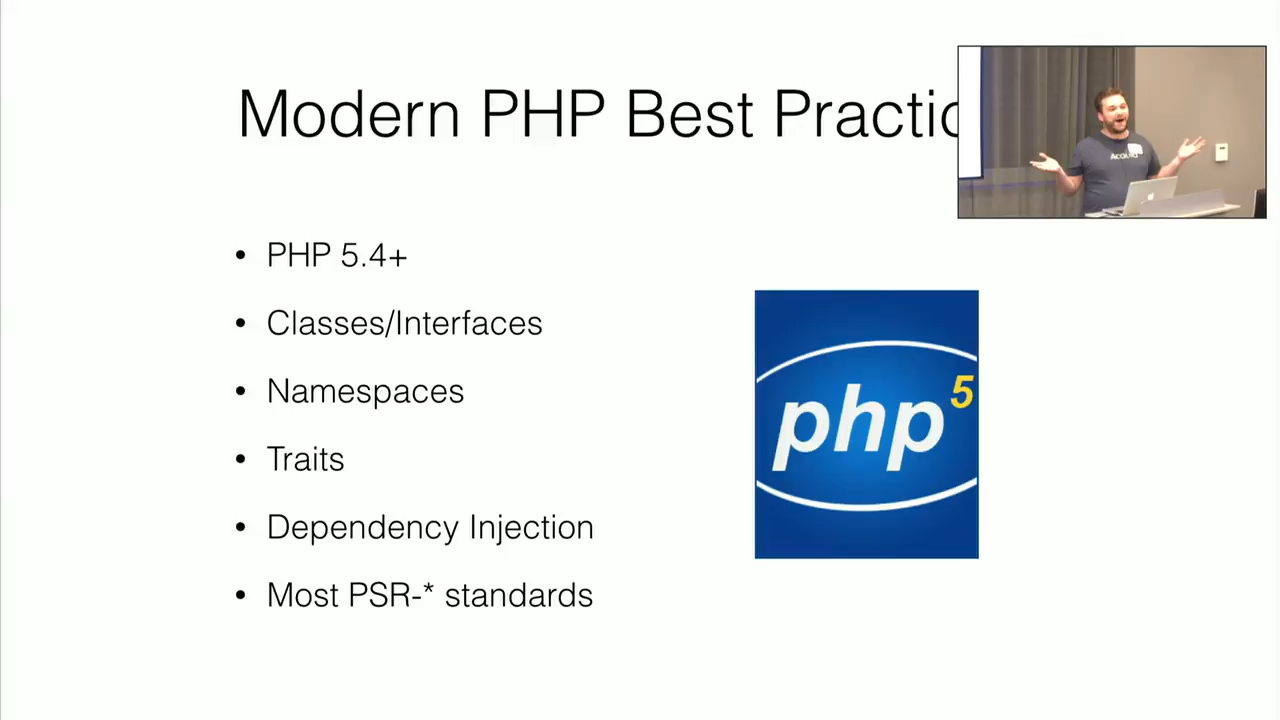 Modern PHP Best Practic
• PHP 5.4+
• Classes/Interfaces
• Namespaces
• Traits
• Dependency Injection
• Most PSR-* standards
php5